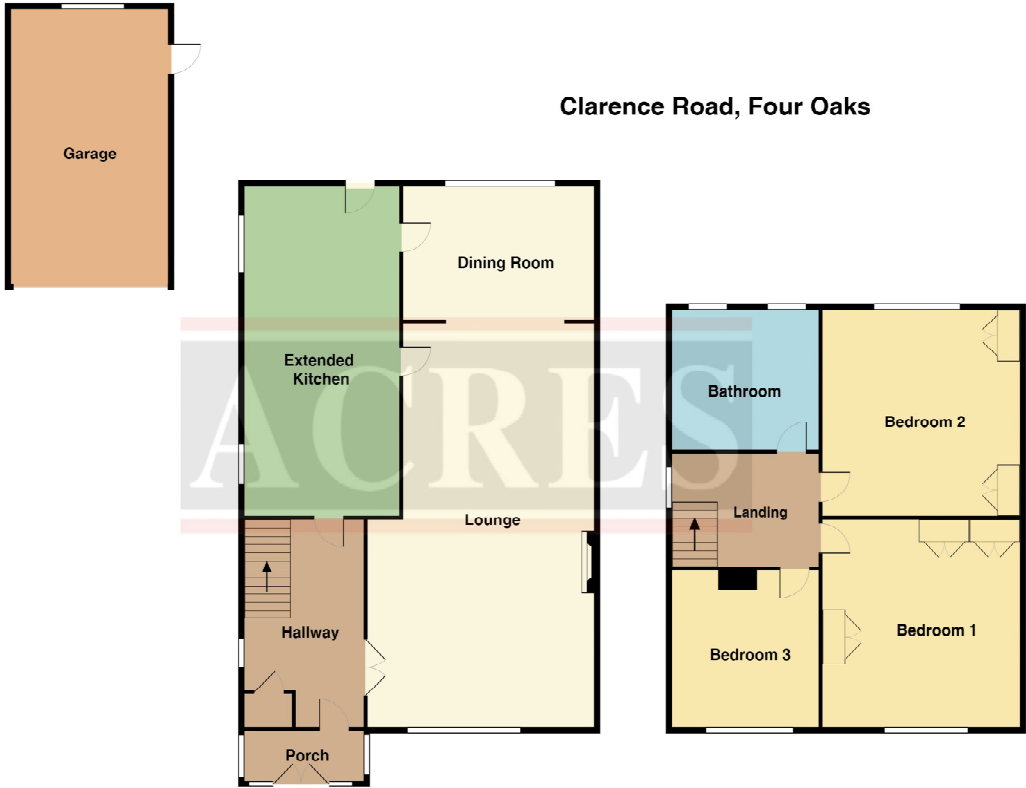 Clarence Road, Four Oaks
Garage
Dining Room
Extended
Kitchen
ACRES
Lounge
Hallway
Porch
Bathroom
Bedroom 2
Landing
Bedroom 3
Bedroom 1